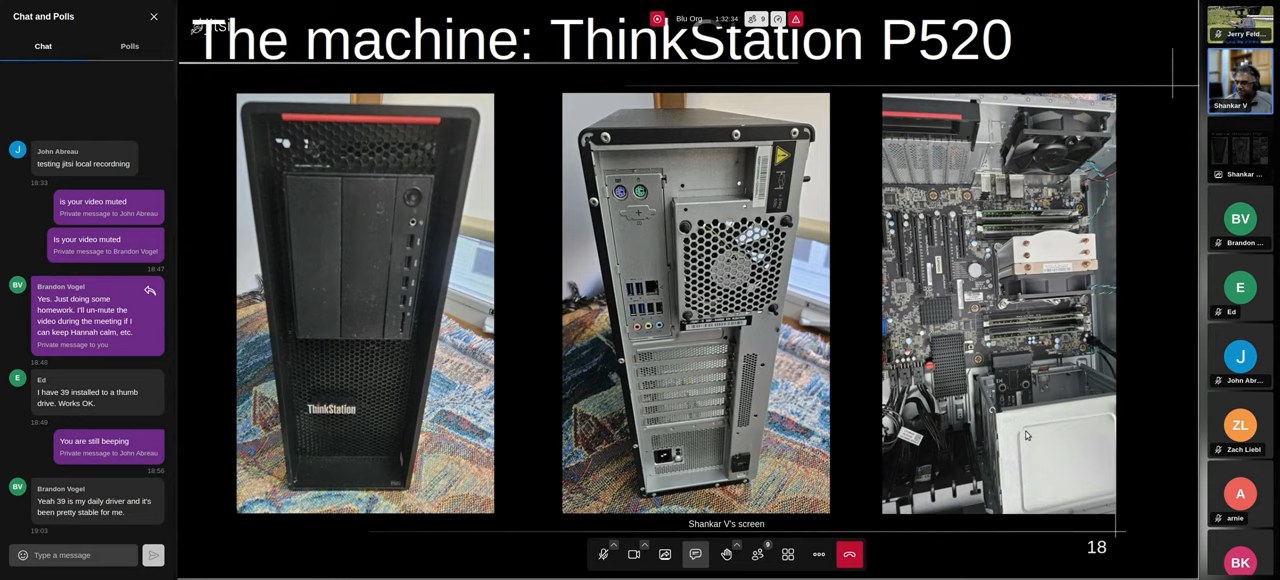 Chat and Polls
Chat
Polls
J
John Abreau
testing jitsi local recordning
18:33
is your video muted
Private message to John Abreau
Is your video muted
Private message to Brandon Vogel
18:47
BV
Brandon Vogel
Yes. Just doing some
homework. I'll un-mute the
video during the meeting if I
can keep Hannah calm, etc.
Private message to you
18:48
E
Ed
I have 39 installed to a thumb
drive. Works OK.
18:49
You are still beeping
Private message to John Abreau
18:56
BV
Brandon Vogel
Yeah 39 is my daily driver and it's
been pretty stable for me.
19:03
Type a message
jitsi
Blu Org
1:32:34
9
The machine: ThinkStation P520
ThinkStation
Shankar V's screen
18
9
Jerry Feld...
Shankar V
Shankar ...
BV
Brandon ...
E
Ed
J
John Abr...
ZL
Zach Liebl
A
arnie
BK